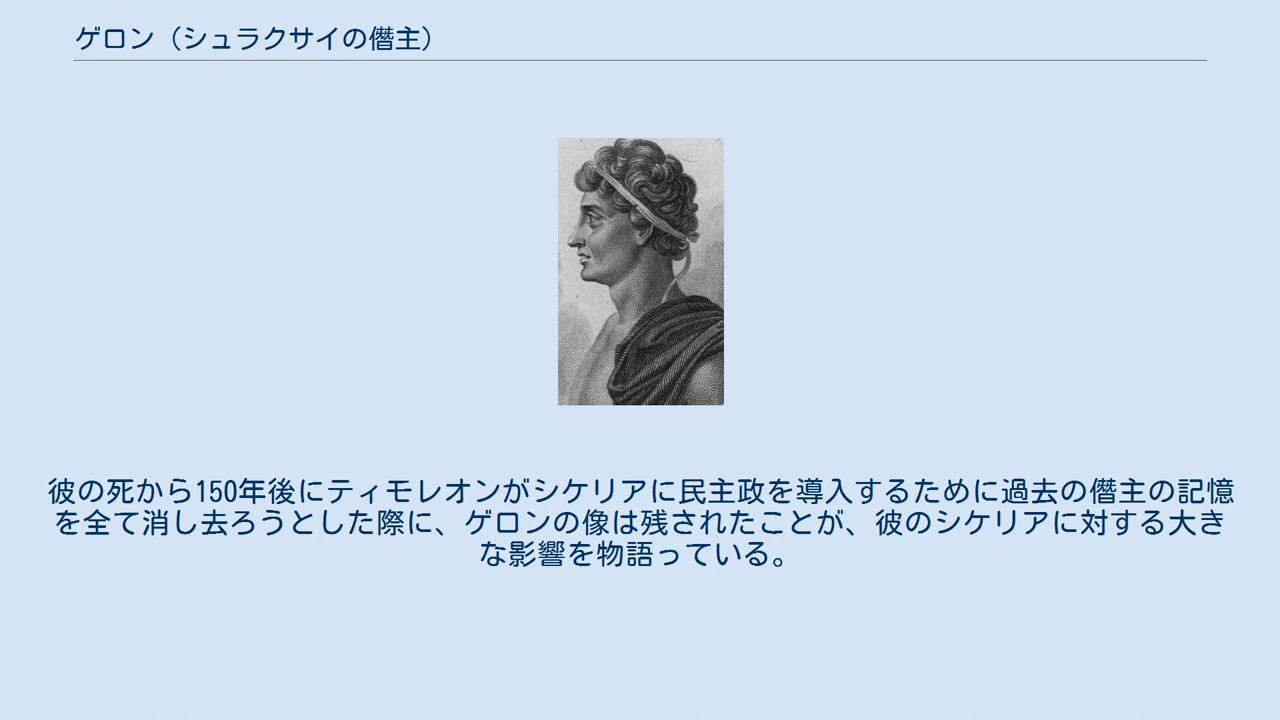 ゲロン（シュラクサイの僭主）
彼の死から150年後にティモレオンがシケリアに民主政を導入するために過去の僭主の記憶
を全て消し去ろうとした際に、ゲロンの像は残されたことが、彼のシケリアに対する大き
な影響を物語っている。